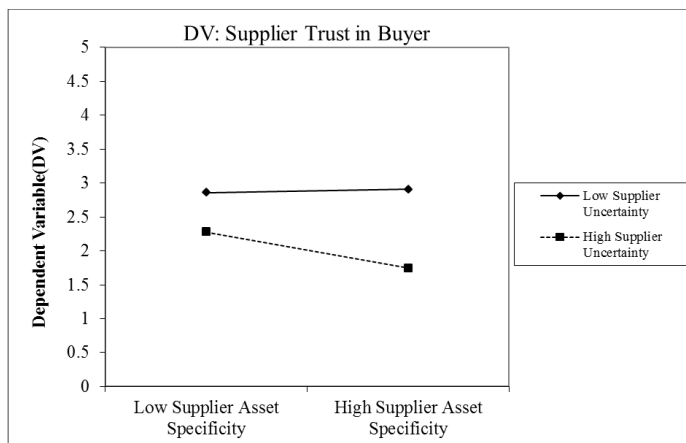 DV: Supplier Trust in Buyer
5
4.5
4
3.5
3
2.5
2
1.5
1
0.5
0
Dependent Variable(DV)
Low Supplier Asset
Specificity
High Supplier Asset
Specificity
Low Supplier
Uncertainty
High Supplier
Uncertainty